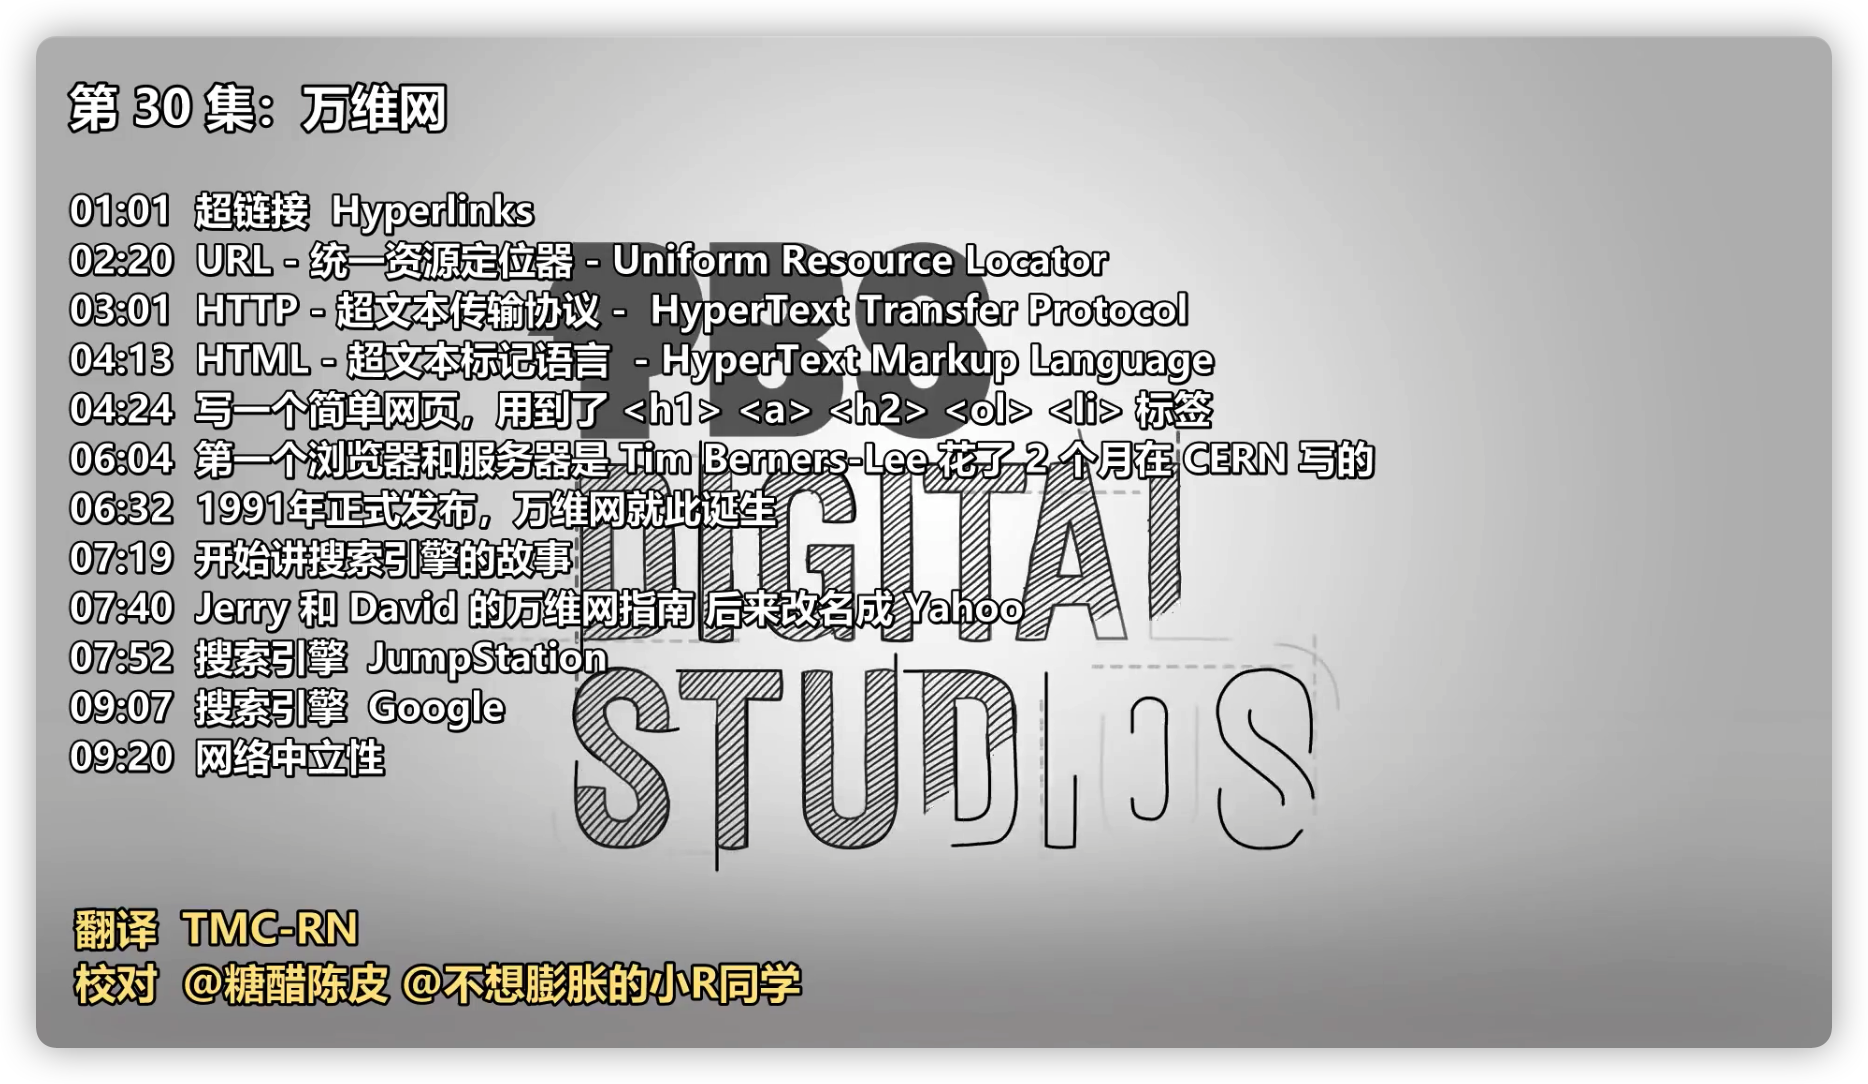 第 30 集：万维网
01:01 超链接 Hyperlinks
02:20 URL - 统一资源定位器 - Uniform Resource Locator
03:01 HTTP - 超文本传输协议 - HyperText Transfer Protocol
04:13 HTML - 超文本标记语言 - HyperText Markup Language
04:24 写一个简单网页，用到了 <h1> <a> <h2> <ol> <li> 标签
06:04 第一个浏览器和服务器是 Tim Berners-Lee 花了 2 个月在 CERN 写的
06:32 1991年正式发布，万维网就此诞生
07:19 开始讲搜索引擎的故事
07:40 Jerry 和 David 的万维网指南 后来改名成 Yahoo
07:52 搜索引擎 JumpStation
09:07 搜索引擎 Google
09:20 网络中立性
PBS
DIGITAL
STUDIOS
翻译 TMC-RN
校对 @糖醋陈皮 @不想膨胀的小R同学